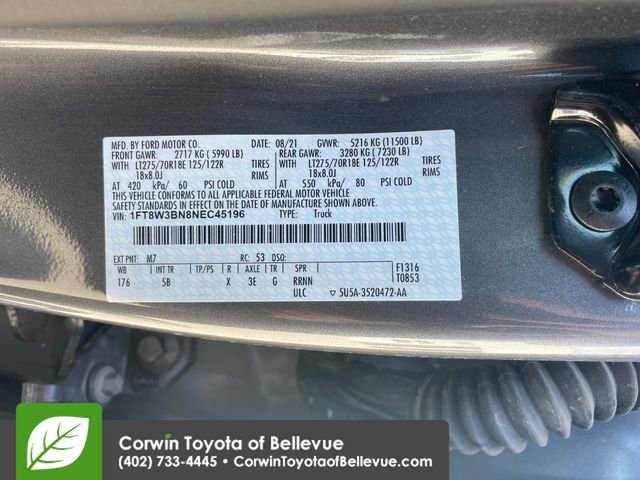 MFD. BY FORD MOTOR CO. DATE: 08/21 GVWR: 5216 KG (11500 LB)
FRONT GAWR: 2717 KG (5990 LB) REAR GAWR: 3280 KG (7230 LB)
WITH LT275/70R18E 125/122R TIRES WITH LT275/70R18E 125/122R TIRES
18x8.0J RIMS 18x8.0J RIMS
AT 420 kPa/ 60 PSI COLD AT 550 kPa/ 80 PSI COLD
THIS VEHICLE CONFORMS TO ALL APPLICABLE FEDERAL MOTOR VEHICLE
SAFETY STANDARDS IN EFFECT ON THE DATE OF MANUFACTURE SHOWN ABOVE.
VIN: 1FT8W3BN8NEC45196 TYPE: Truck
EXT PNT: M7 RC: 53 DSO:
WB INT TR TP/PS R AXLE TR SPR F1316
176 5B X 3E G RRNN T0853
ULC ▽ 5U5A-3520472-AA
Corwin Toyota of Bellevue
(402) 733-4445 • CorwinToyotaofBellevue.com